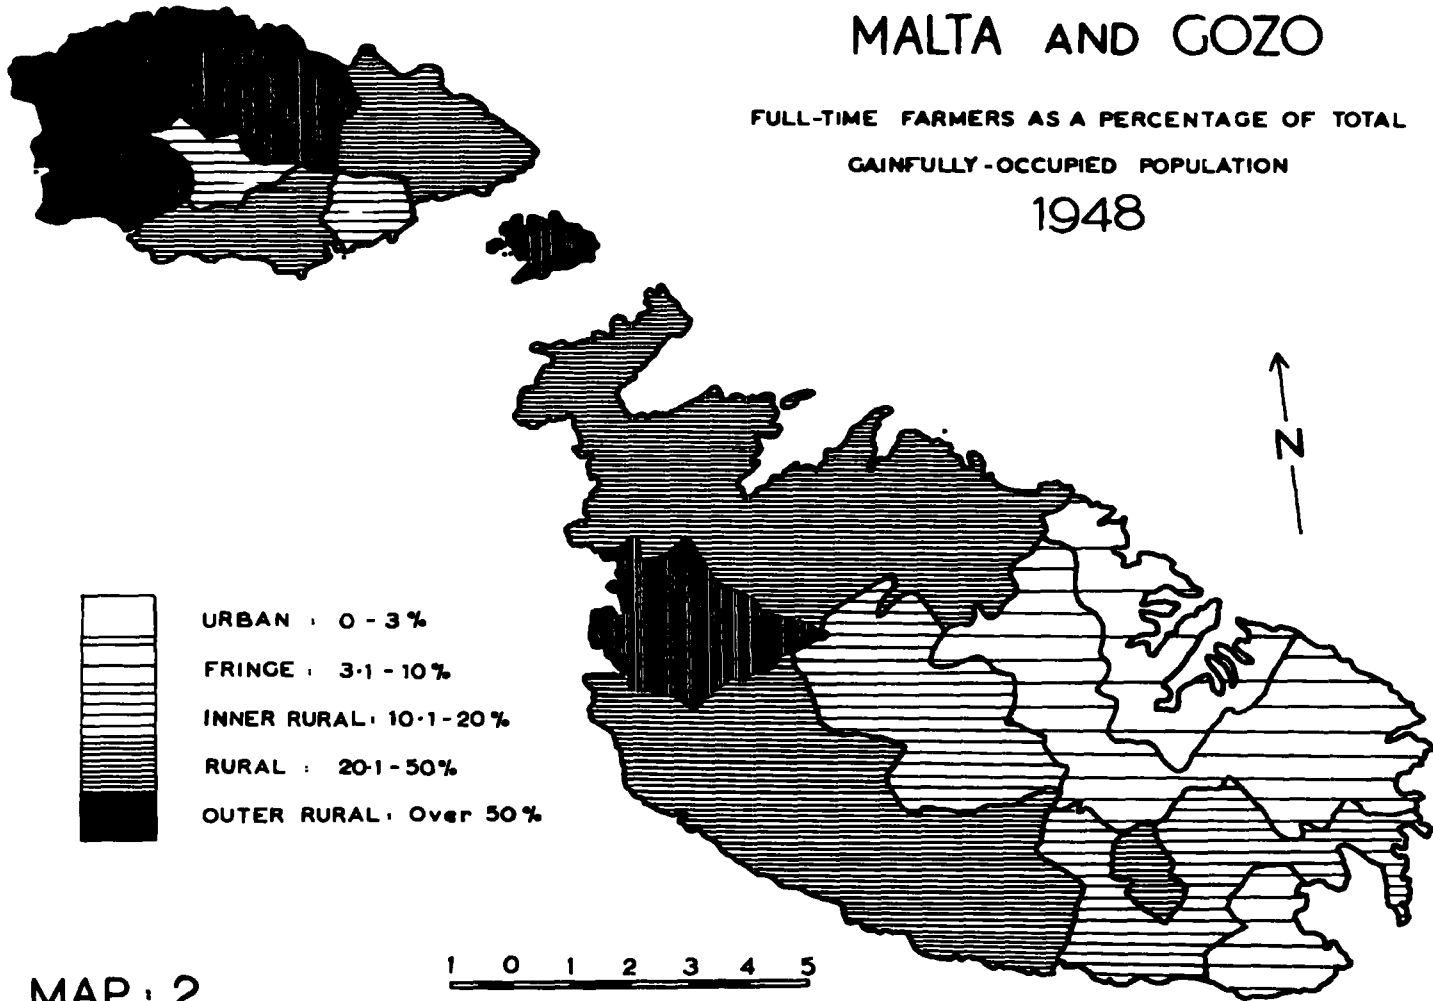 MALTA AND GOZO
FULL-TIME FARMERS AS A PERCENTAGE OF TOTAL
GAINFULLY-OCCUPIED POPULATION
1948
N
URBAN : 0 - 3%
FRINGE : 3·1 - 10%
INNER RURAL: 10·1-20%
RURAL : 20·1-50%
OUTER RURAL: Over 50%
1 0 1 2 3 4 5
MAP: 2